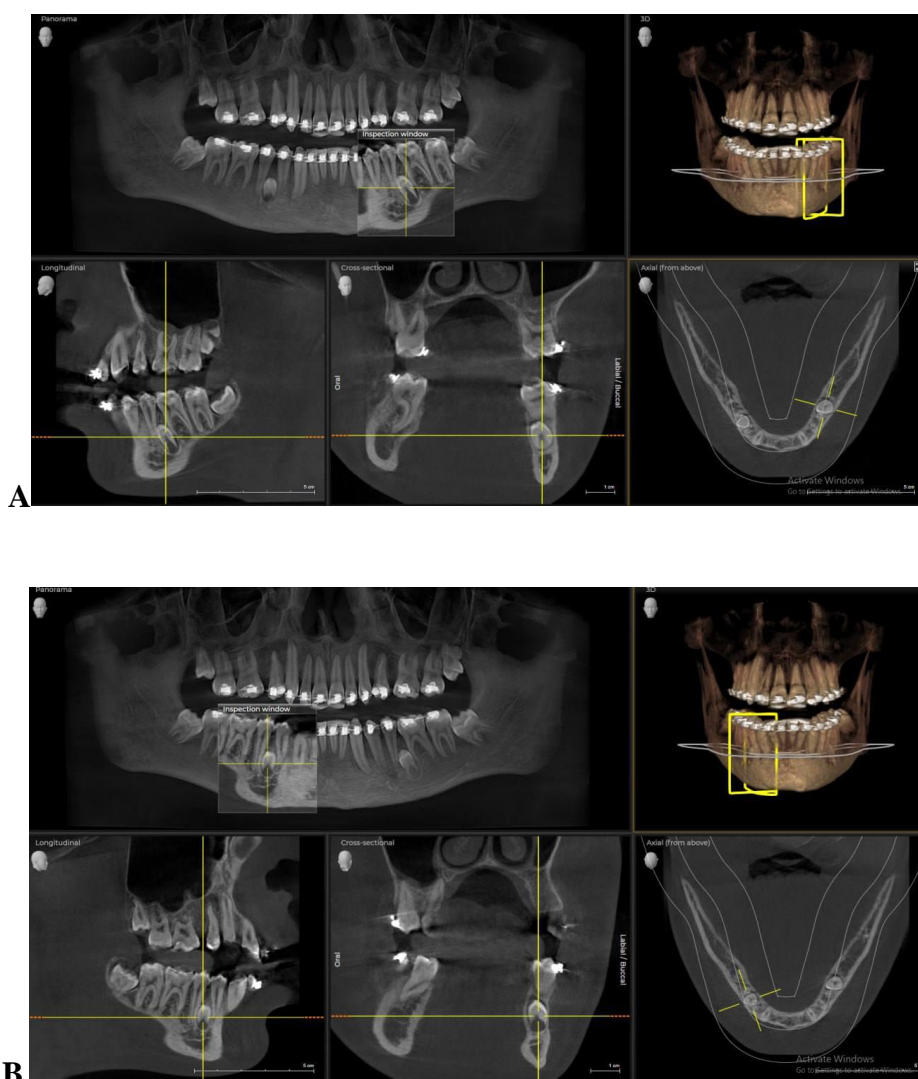 Panorama
3D
Inspection window
Longitudinal
Cross-sectional
Axial (from above)
Oral
Labial / Buccal
Activate Windows
Go to Settings to activate Windows.
5 cm
1 cm
5 cm
A
Panorama
3D
Inspection window
Longitudinal
Cross-sectional
Axial (from above)
Oral
Labial / Buccal
Activate Windows
Go to Settings to activate Windows.
5 cm
1 cm
B